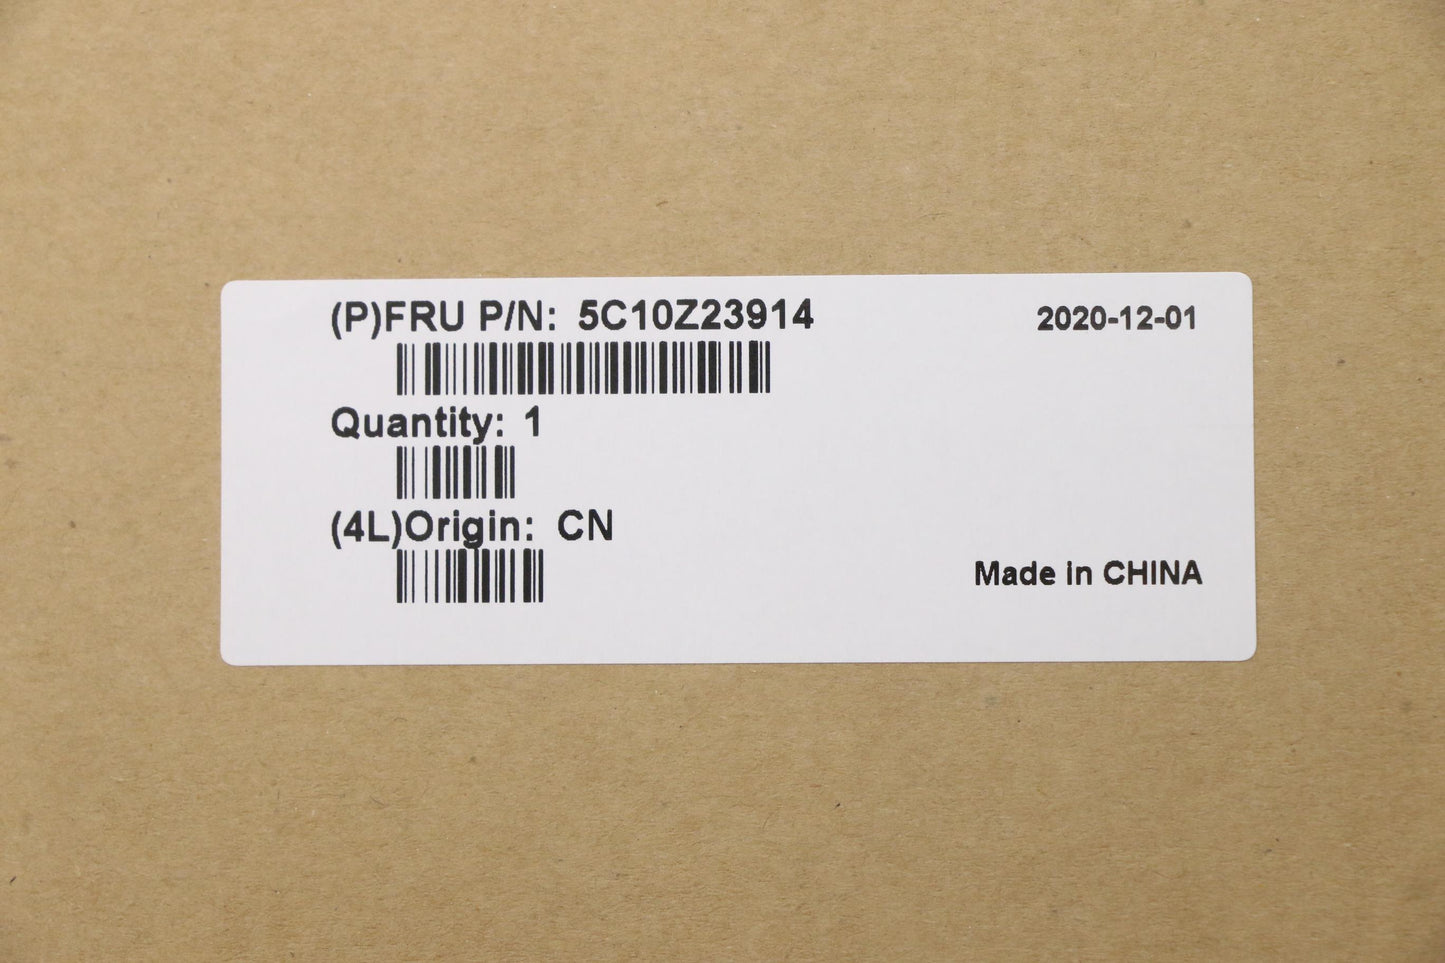 (P)FRU P/N: 5C10Z23914
2020-12-01
Quantity: 1
(4L)Origin: CN
Made in CHINA